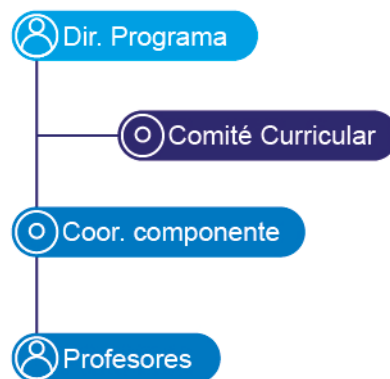 Dir. Programa
Comité Curricular
Coor. componente
Profesores